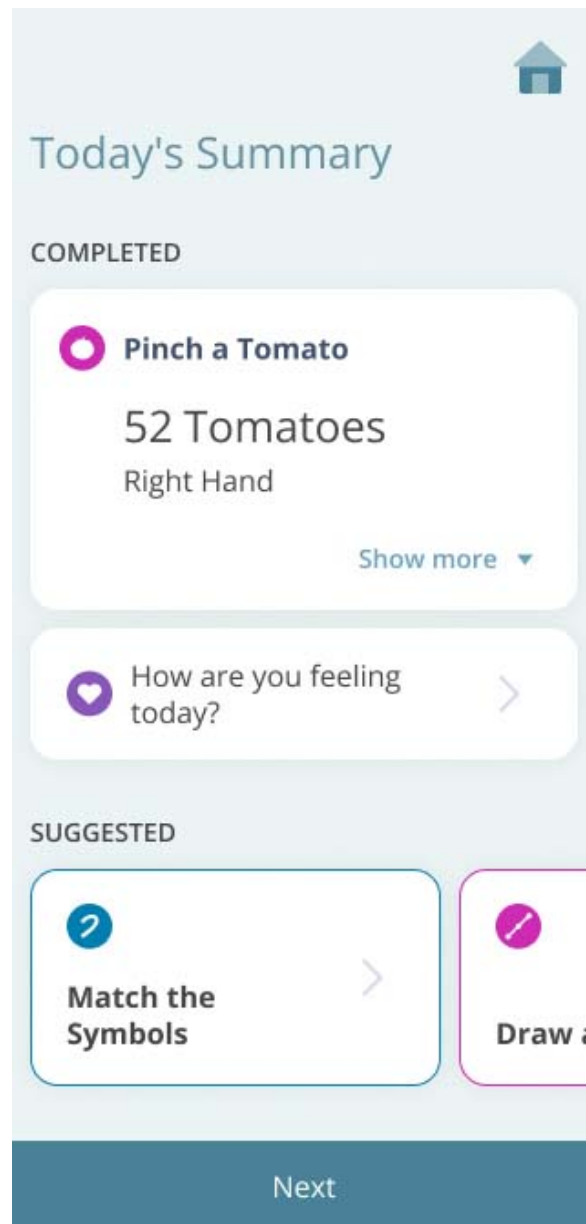 Today's Summary
COMPLETED
Pinch a Tomato
52 Tomatoes
Right Hand
Show more
How are you feeling
today?
SUGGESTED
Match the
Symbols
Draw a
Next